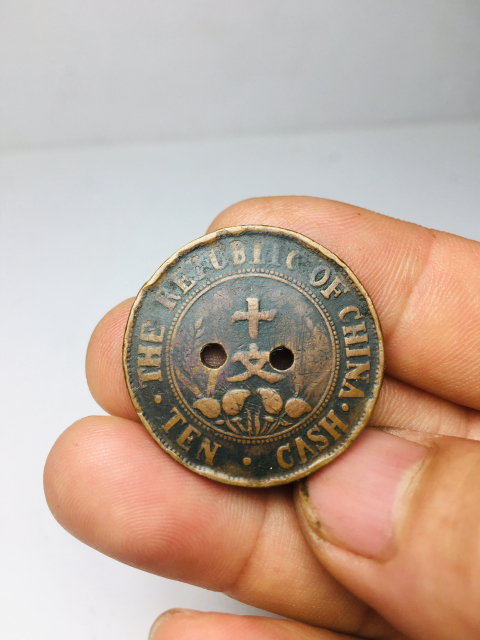 THE REPUBLIC OF CHINA
十
文
· TEN · CASH ·